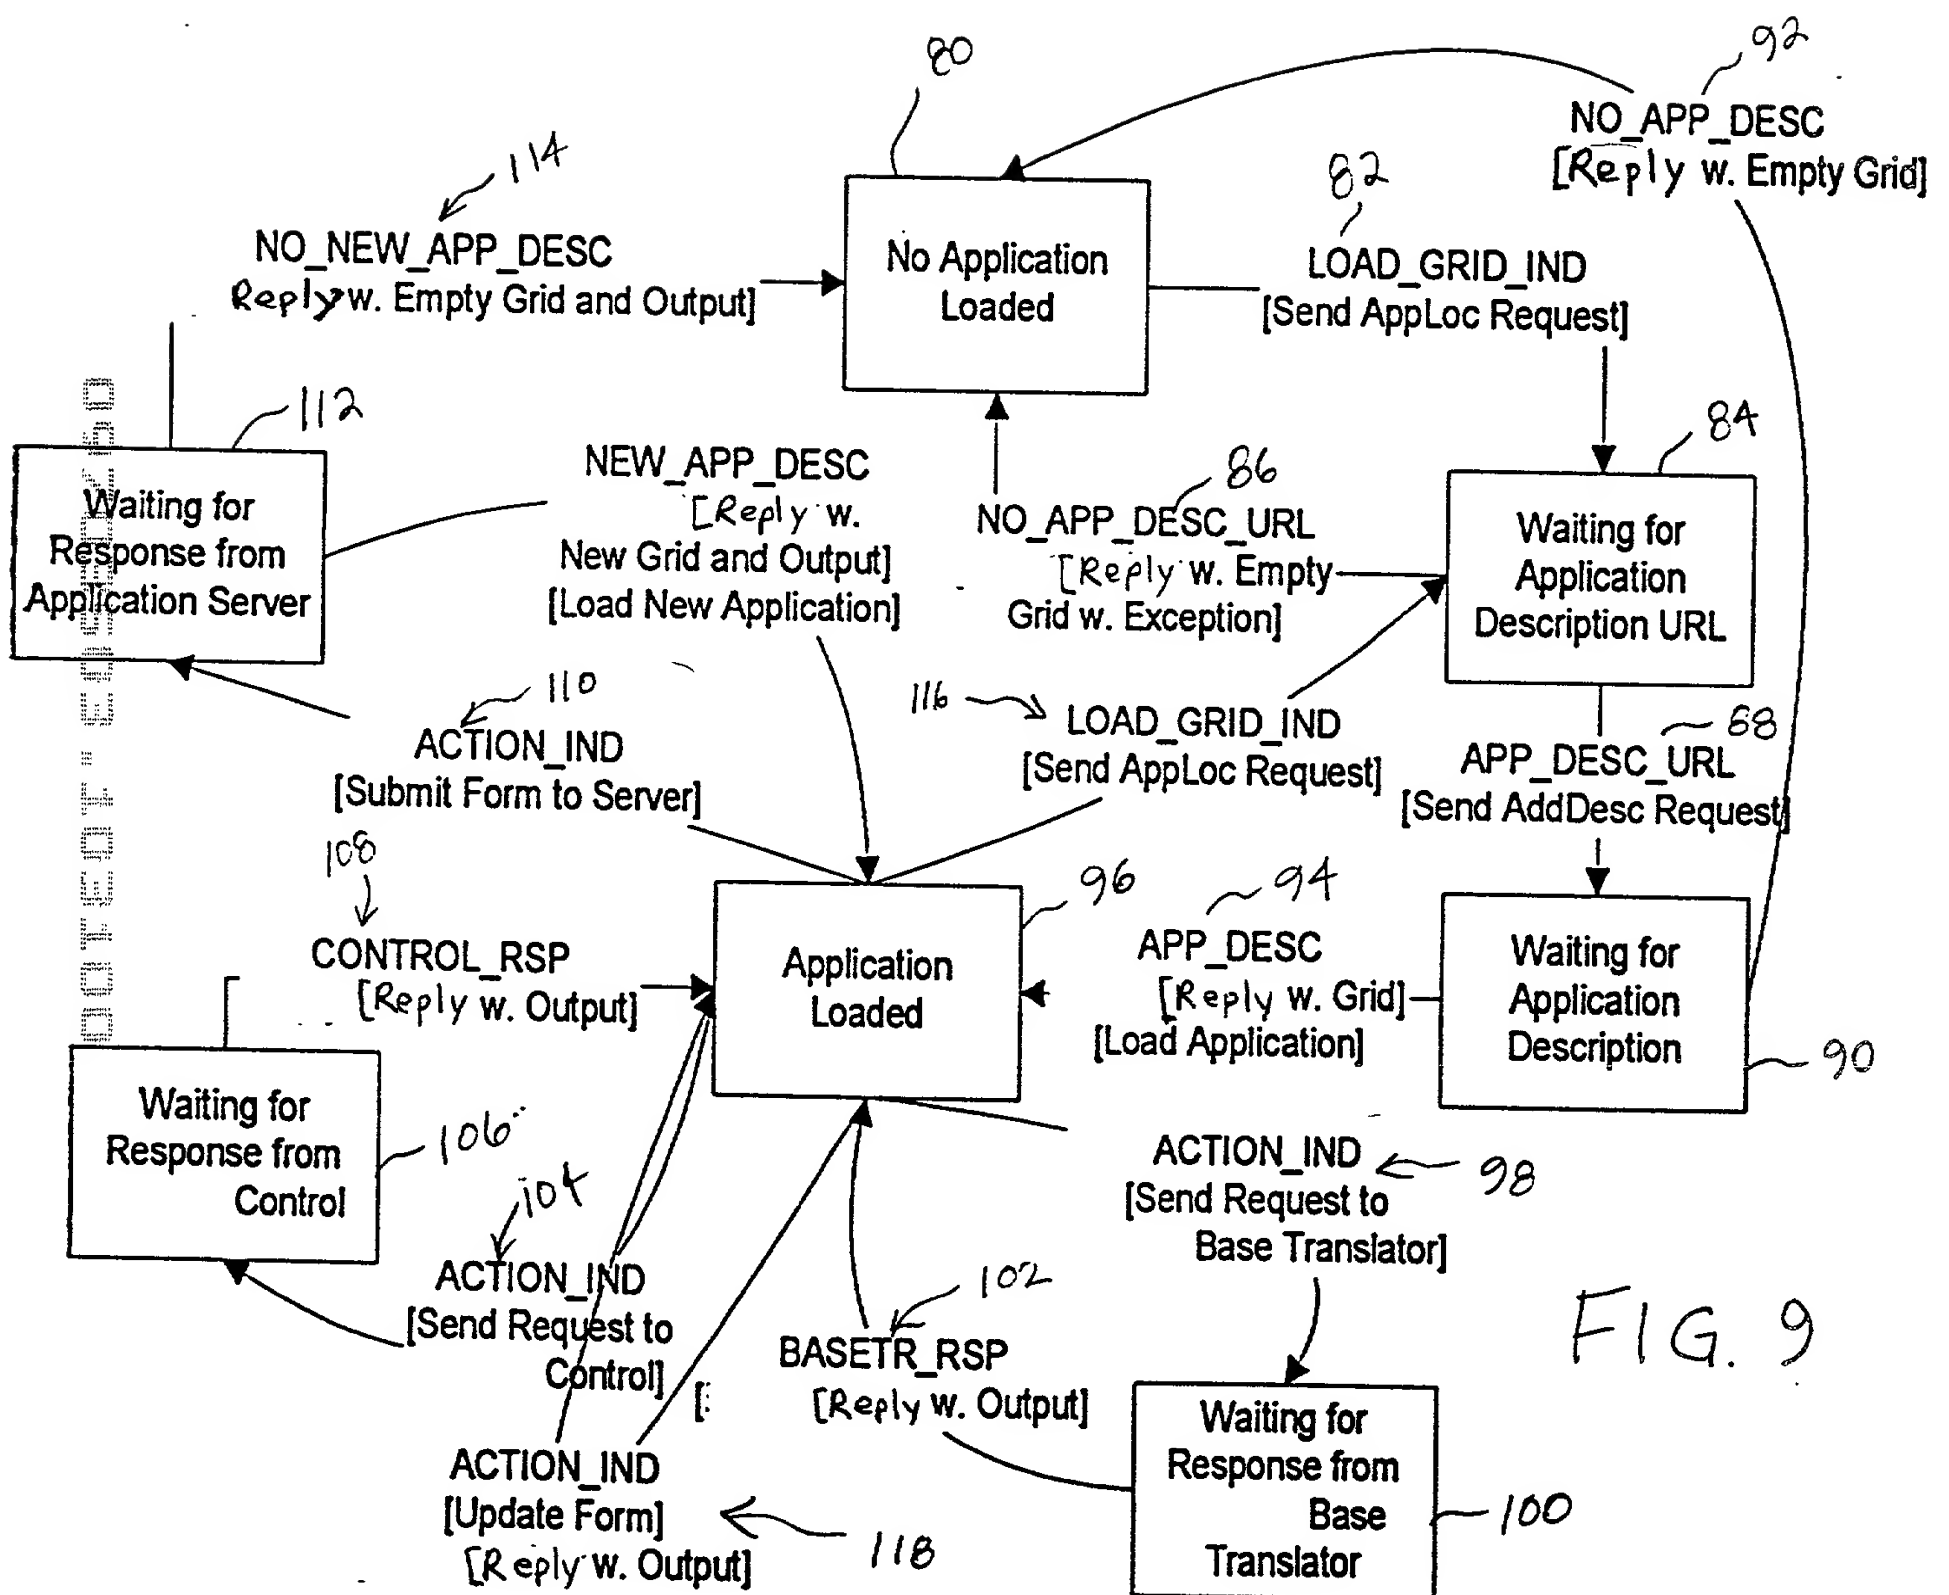 80
92
NO_APP_DESC
[Reply w. Empty Grid]
114
82
NO_NEW_APP_DESC
Reply w. Empty Grid and Output]
No Application
Loaded
LOAD_GRID_IND
[Send AppLoc Request]
112
84
Waiting for
Response from
Application Server
NEW_APP_DESC
[Reply w.
New Grid and Output]
[Load New Application]
86
NO_APP_DESC_URL
[Reply w. Empty
Grid w. Exception]
Waiting for
Application
Description URL
110
ACTION_IND
[Submit Form to Server]
116
LOAD_GRID_IND
[Send AppLoc Request]
88
APP_DESC_URL
[Send AddDesc Request]
108
CONTROL_RSP
[Reply w. Output]
96
Application
Loaded
94
APP_DESC
[Reply w. Grid]
[Load Application]
Waiting for
Application
Description
90
Waiting for
Response from
Control
106
104
ACTION_IND
[Send Request to
Control]
[
ACTION_IND
[Send Request to
Base Translator]
98
102
BASETR_RSP
[Reply w. Output]
FIG. 9
Waiting for
Response from
Base
Translator
100
ACTION_IND
[Update Form]
[Reply w. Output]
118